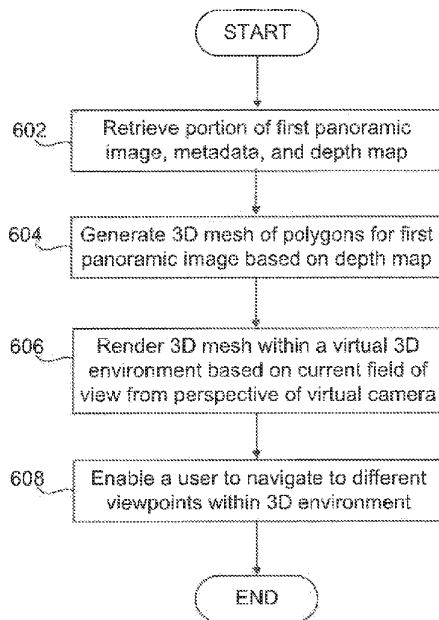 START
602
Retrieve portion of first panoramic
image, metadata, and depth map
604
Generate 3D mesh of polygons for first
panoramic image based on depth map
606
Render 3D mesh within a virtual 3D
environment based on current field of
view from perspective of virtual camera
608
Enable a user to navigate to different
viewpoints within 3D environment
END